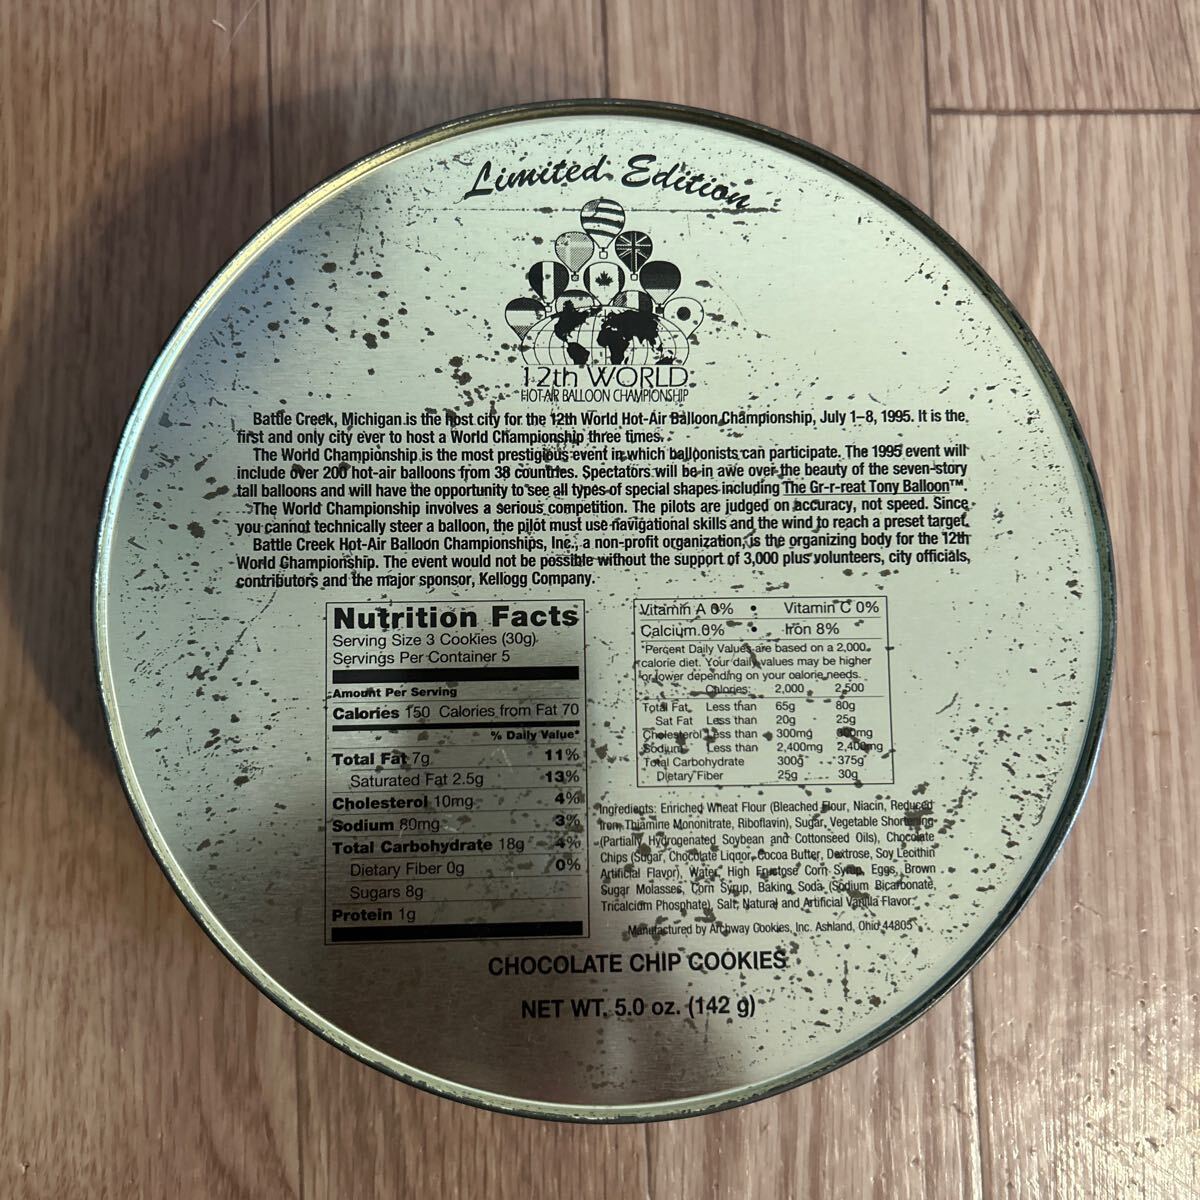 Limited Edition
12th WORLD
HOT-AIR BALLOON CHAMPIONSHIP
Battle Creek, Michigan is the host city for the 12th World Hot-Air Balloon Championship, July 1–8, 1995. It is the
first and only city ever to host a World Championship three times.
The World Championship is the most prestigious event in which balloonists can participate. The 1995 event will
include over 200 hot-air balloons from 38 countries. Spectators will be in awe over the beauty of the seven-story
tall balloons and will have the opportunity to see all types of special shapes including The Gr-r-reat Tony Balloon™.
The World Championship involves a serious competition. The pilots are judged on accuracy, not speed. Since
you cannot technically steer a balloon, the pilot must use navigational skills and the wind to reach a preset target.
Battle Creek Hot-Air Balloon Championships, Inc., a non-profit organization, is the organizing body for the 12th
World Championship. The event would not be possible without the support of 3,000 plus volunteers, city officials,
contributors and the major sponsor, Kellogg Company.
Nutrition Facts
Serving Size 3 Cookies (30g)
Servings Per Container 5
Amount Per Serving
Calories 150 Calories from Fat 70
% Daily Value*
Total Fat 7g 11%
Saturated Fat 2.5g 13%
Cholesterol 10mg 4%
Sodium 80mg 3%
Total Carbohydrate 18g 4%
Dietary Fiber 0g 0%
Sugars 8g
Protein 1g
Vitamin A 0% • Vitamin C 0%
Calcium 0% • Iron 8%
*Percent Daily Values are based on a 2,000
calorie diet. Your daily values may be higher
or lower depending on your calorie needs.
Calories: 2,000 2,500
Total Fat Less than 65g 80g
Sat Fat Less than 20g 25g
Cholesterol Less than 300mg 300mg
Sodium Less than 2,400mg 2,400mg
Total Carbohydrate 300g 375g
Dietary Fiber 25g 30g
Ingredients: Enriched Wheat Flour (Bleached Flour, Niacin, Reduced
Iron, Thiamine Mononitrate, Riboflavin), Sugar, Vegetable Shortening
(Partially Hydrogenated Soybean and Cottonseed Oils), Chocolate
Chips (Sugar, Chocolate Liquor, Cocoa Butter, Dextrose, Soy Lecithin
Artificial Flavor), Water, High Fructose Corn Syrup, Eggs, Brown
Sugar Molasses, Corn Syrup, Baking Soda (Sodium Bicarbonate,
Tricalcium Phosphate), Salt, Natural and Artificial Vanilla Flavor.
Manufactured by Archway Cookies, Inc. Ashland, Ohio 44805
CHOCOLATE CHIP COOKIES
NET WT. 5.0 oz. (142 g)